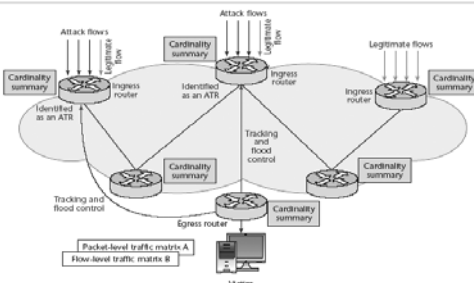 Attack flows
Legitimate
flow
Cardinality
summary
Ingress
router
Identified
as an ATR
Attack flows
Legitimate
flow
Cardinality
summary
Ingress
router
Identified
as an ATR
Legitimate flows
Cardinality
summary
Ingress
router
Tracking
and
flood
control
Cardinality
summary
Cardinality
summary
Tracking and
flood control
Cardinality
summary
Egress router
Packet-level traffic matrix A
Flow-level traffic matrix B